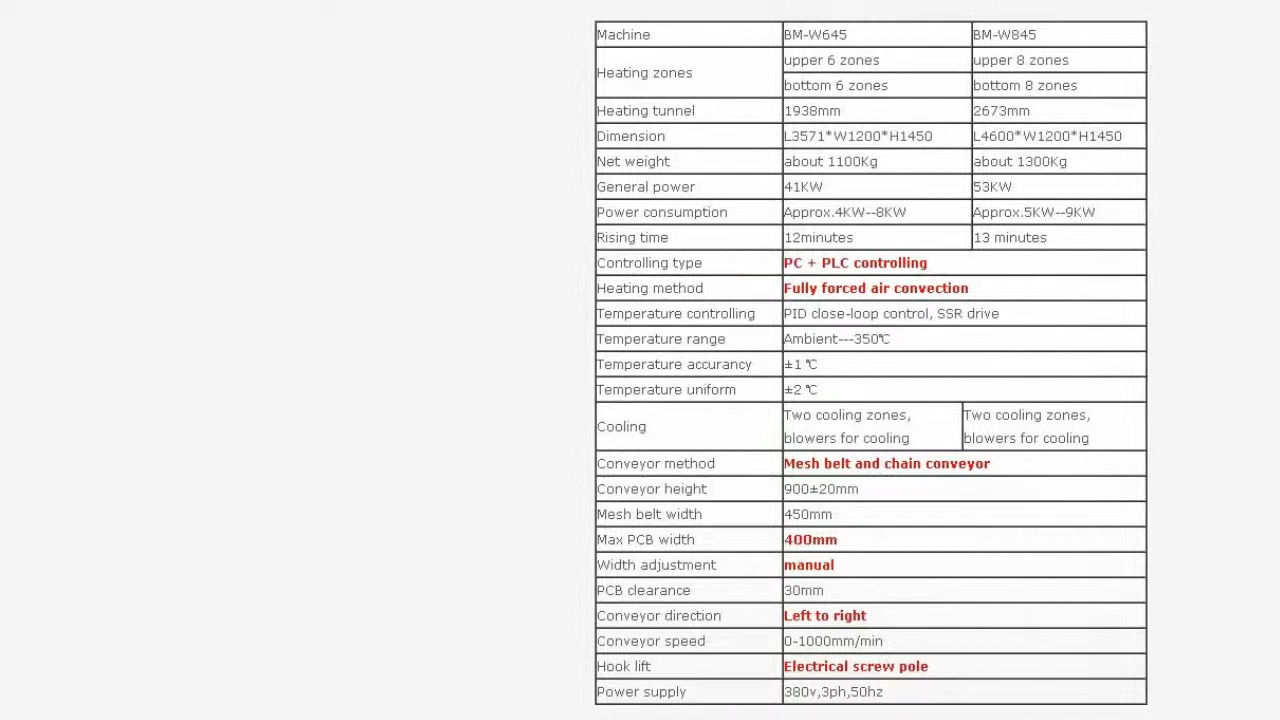 Machine BM-W645 BM-W845
Heating zones upper 6 zones upper 8 zones
bottom 6 zones bottom 8 zones
Heating tunnel 1938mm 2673mm
Dimension L3571*W1200*H1450 L4600*W1200*H1450
Net weight about 1100Kg about 1300Kg
General power 41KW 53KW
Power consumption Approx.4KW--8KW Approx.5KW--9KW
Rising time 12minutes 13 minutes
Controlling type PC + PLC controlling
Heating method Fully forced air convection
Temperature controlling PID close-loop control, SSR drive
Temperature range Ambient---350℃
Temperature accurancy ±1 ℃
Temperature uniform ±2 ℃
Cooling Two cooling zones, Two cooling zones,
blowers for cooling blowers for cooling
Conveyor method Mesh belt and chain conveyor
Conveyor height 900±20mm
Mesh belt width 450mm
Max PCB width 400mm
Width adjustment manual
PCB clearance 30mm
Conveyor direction Left to right
Conveyor speed 0-1000mm/min
Hook lift Electrical screw pole
Power supply 380v,3ph,50hz